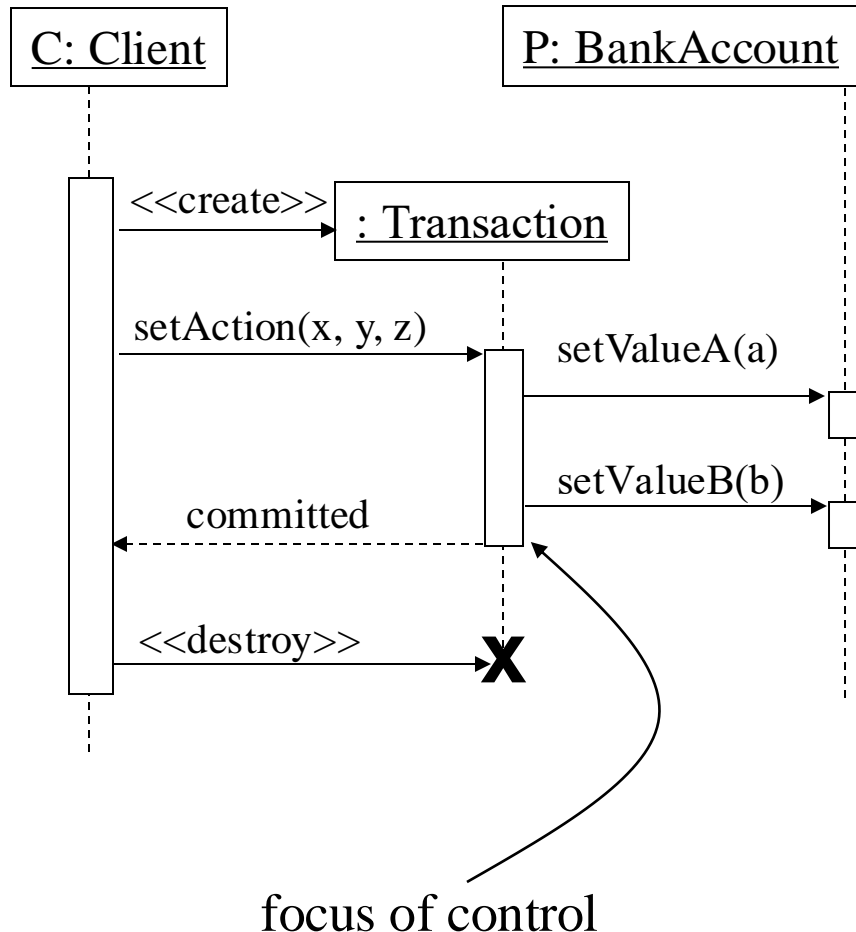 C: Client
P: BankAccount
<<create>>
: Transaction
setAction(x, y, z)
setValueA(a)
setValueB(b)
committed
<<destroy>>
X
focus of control